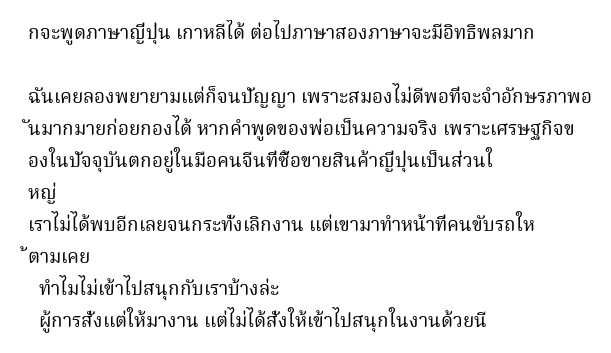 กจะพูดภาษาญี่ปุ่น เกาหลีได้ ต่อไปภาษาสองภาษาจะมีอิทธิพลมาก
ฉันเคยลองพยายามแต่ก็จนปัญญา เพราะสมองไม่ดีพอที่จะจำอักษรภาพอ
ันมากมายก่อยกองได้ หากคำพูดของพ่อเป็นความจริง เพราะเศรษฐกิจข
องในปัจจุบันตกอยู่ในมือคนจีนที่ซื้อขายสินค้าญี่ปุ่นเป็นส่วนใ
หญ่
เราไม่ได้พบอีกเลยจนกระทั่งเลิกงาน แต่เขามาทำหน้าที่คนขับรถให
้ตามเคย
ทำไมไม่เข้าไปสนุกกับเราบ้างล่ะ
ผู้การสั่งแต่ให้มางาน แต่ไม่ได้สั่งให้เข้าไปสนุกในงานด้วยนี่